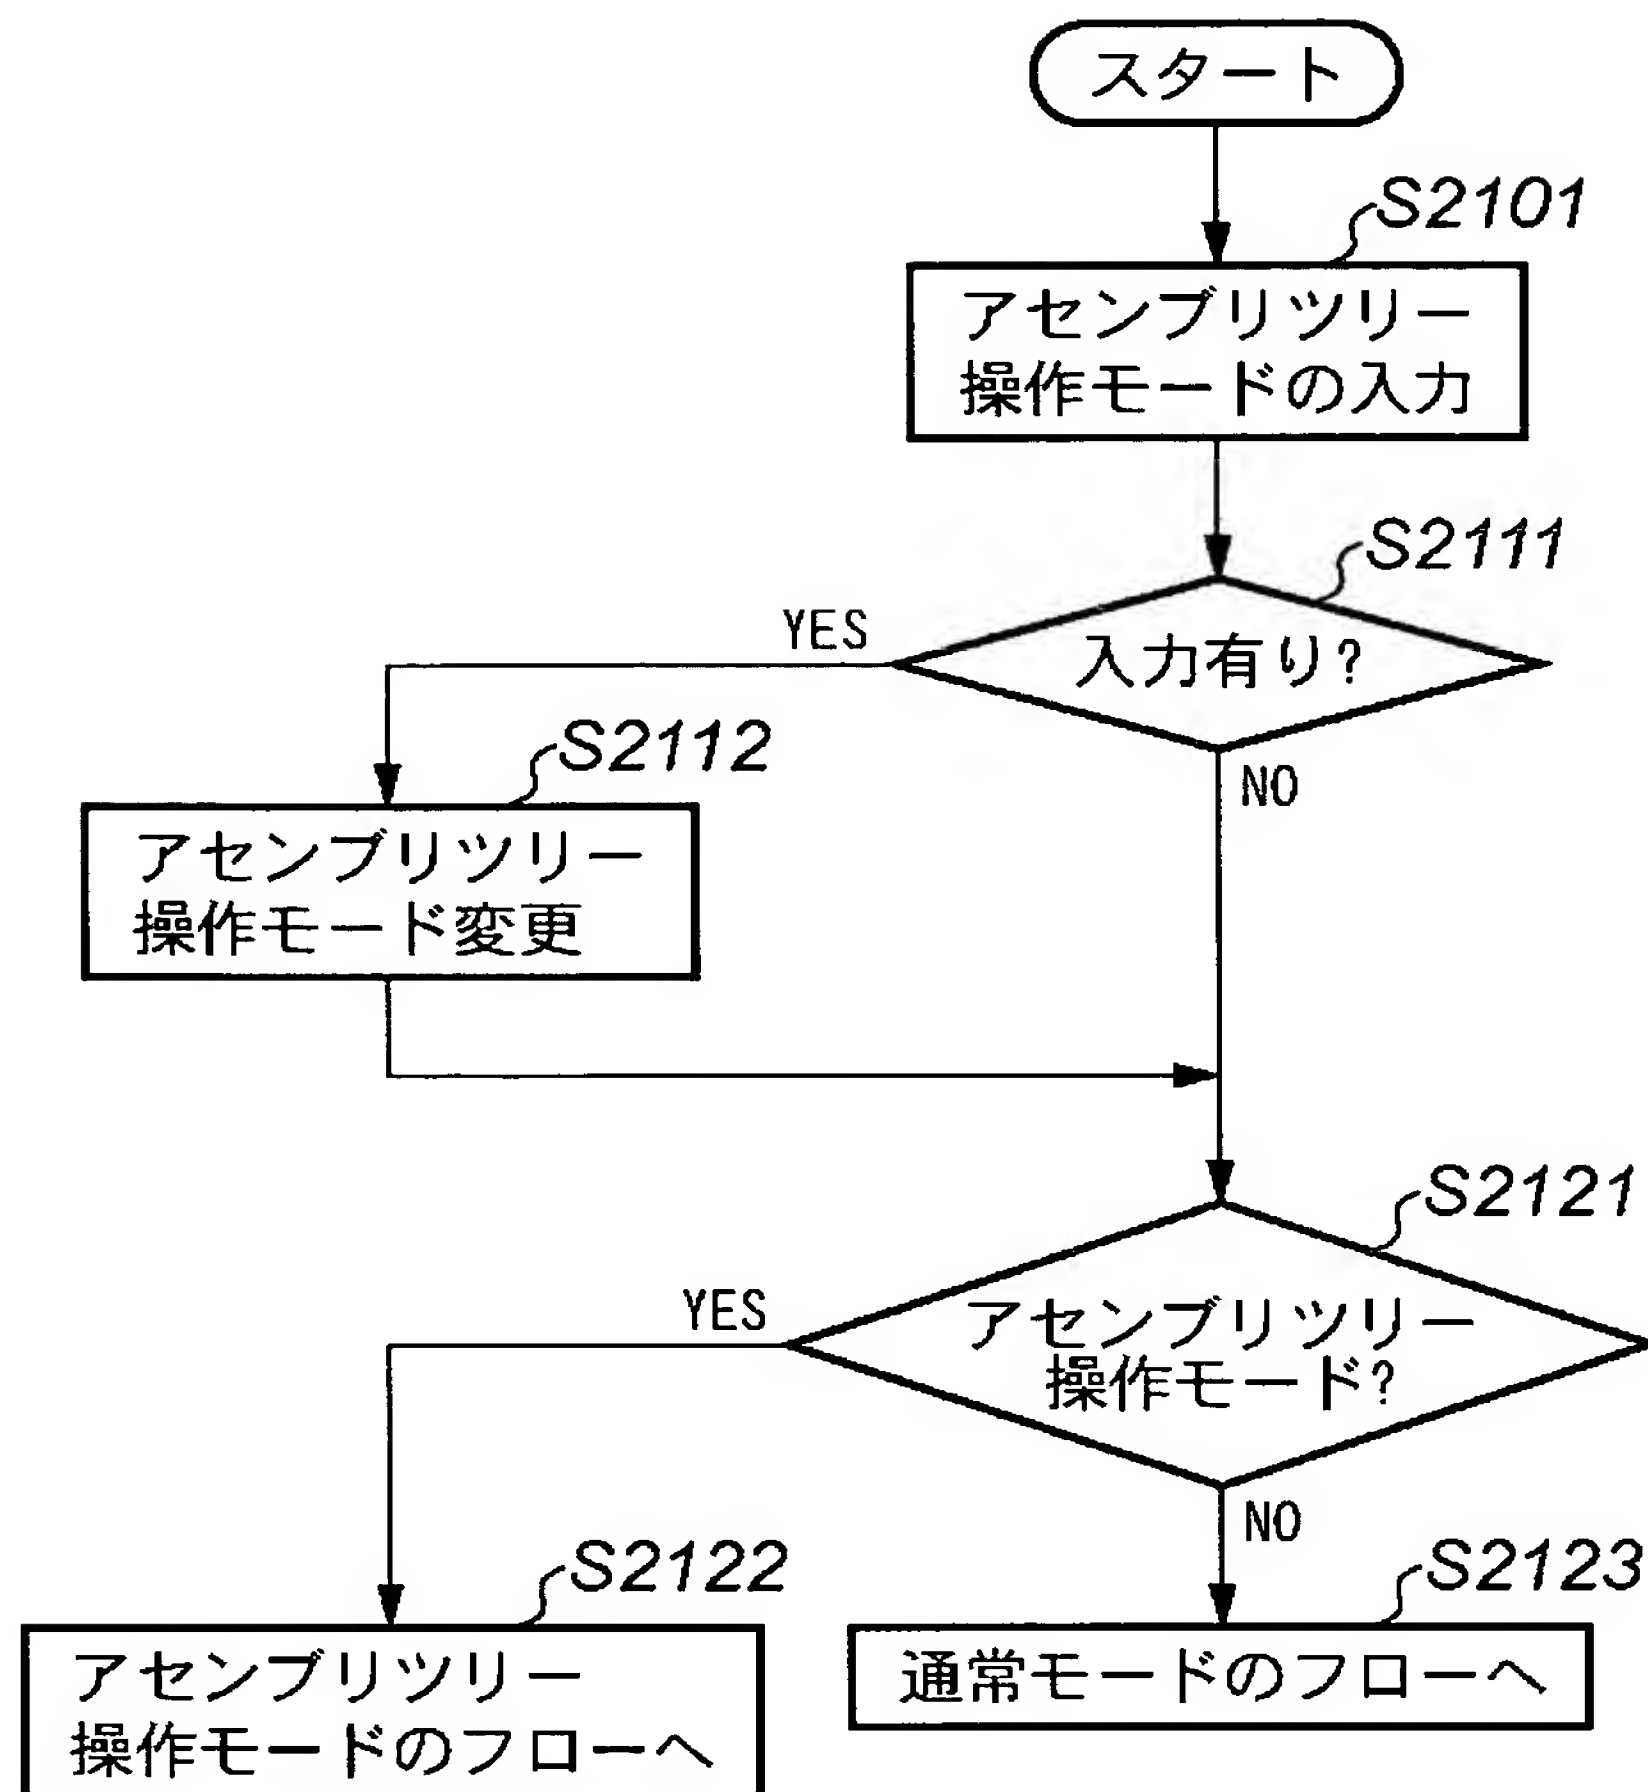 スタート
S2101
アセンブリツリー
操作モードの入力
S2111
YES
入力有り?
NO
S2112
アセンブリツリー
操作モード変更
S2121
YES
アセンブリツリー
操作モード?
NO
S2122
アセンブリツリー
操作モードのフローへ
S2123
通常モードのフローへ